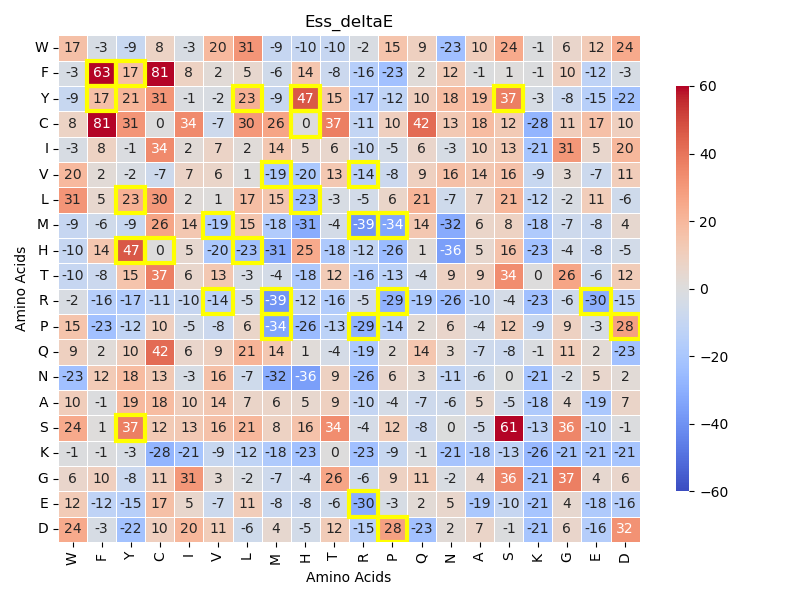 Ess_deltaE
W 17 -3 -9 8 -3 20 31 -9 -10 -10 -2 15 9 -23 10 24 -1 6 12 24
F -3 63 17 81 8 2 5 -6 14 -8 -16 -23 2 12 -1 1 -1 10 -12 -3
Y -9 17 21 31 -1 -2 23 -9 47 15 -17 -12 10 18 19 37 -3 -8 -15 -22
C 8 81 31 0 34 -7 30 26 0 37 -11 10 42 13 18 12 -28 11 17 10
I -3 8 -1 34 2 7 2 14 5 6 -10 -5 6 -3 10 13 -21 31 5 20
V 20 2 -2 -7 7 6 1 -19 -20 13 -14 -8 9 16 14 16 -9 3 -7 11
L 31 5 23 30 2 1 17 15 -23 -3 -5 6 21 -7 7 21 -12 -2 11 -6
M -9 -6 -9 26 14 -19 15 -18 -31 -4 -39 -34 14 -32 6 8 -18 -7 -8 4
H -10 14 47 0 5 -20 -23 -31 25 -18 -12 -26 1 -36 5 16 -23 -4 -8 -5
T -10 -8 15 37 6 13 -3 -4 -18 12 -16 -13 -4 9 9 34 0 26 -6 12
R -2 -16 -17 -11 -10 -14 -5 -39 -12 -16 -5 -29 -19 -26 -10 -4 -23 -6 -30 -15
P 15 -23 -12 10 -5 -8 6 -34 -26 -13 -29 -14 2 6 -4 12 -9 9 -3 28
Q 9 2 10 42 6 9 21 14 1 -4 -19 2 14 3 -7 -8 -1 11 2 -23
N -23 12 18 13 -3 16 -7 -32 -36 9 -26 6 3 -11 -6 0 -21 -2 5 2
A 10 -1 19 18 10 14 7 6 5 9 -10 -4 -7 -6 5 -5 -18 4 -19 7
S 24 1 37 12 13 16 21 8 16 34 -4 12 -8 0 -5 61 -13 36 -10 -1
K -1 -1 -3 -28 -21 -9 -12 -18 -23 0 -23 -9 -1 -21 -18 -13 -26 -21 -21 -21
G 6 10 -8 11 31 3 -2 -7 -4 26 -6 9 11 -2 4 36 -21 37 4 6
E 12 -12 -15 17 5 -7 11 -8 -8 -6 -30 -3 2 5 -19 -10 -21 4 -18 -16
D 24 -3 -22 10 20 11 -6 4 -5 12 -15 28 -23 2 7 -1 -21 6 -16 32
W F Y C I V L M H T R P Q N A S K G E D
Amino Acids
Amino Acids
60
40
20
0
−20
−40
−60